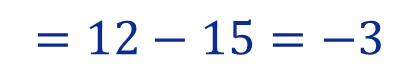 = 12 − 15 = −3